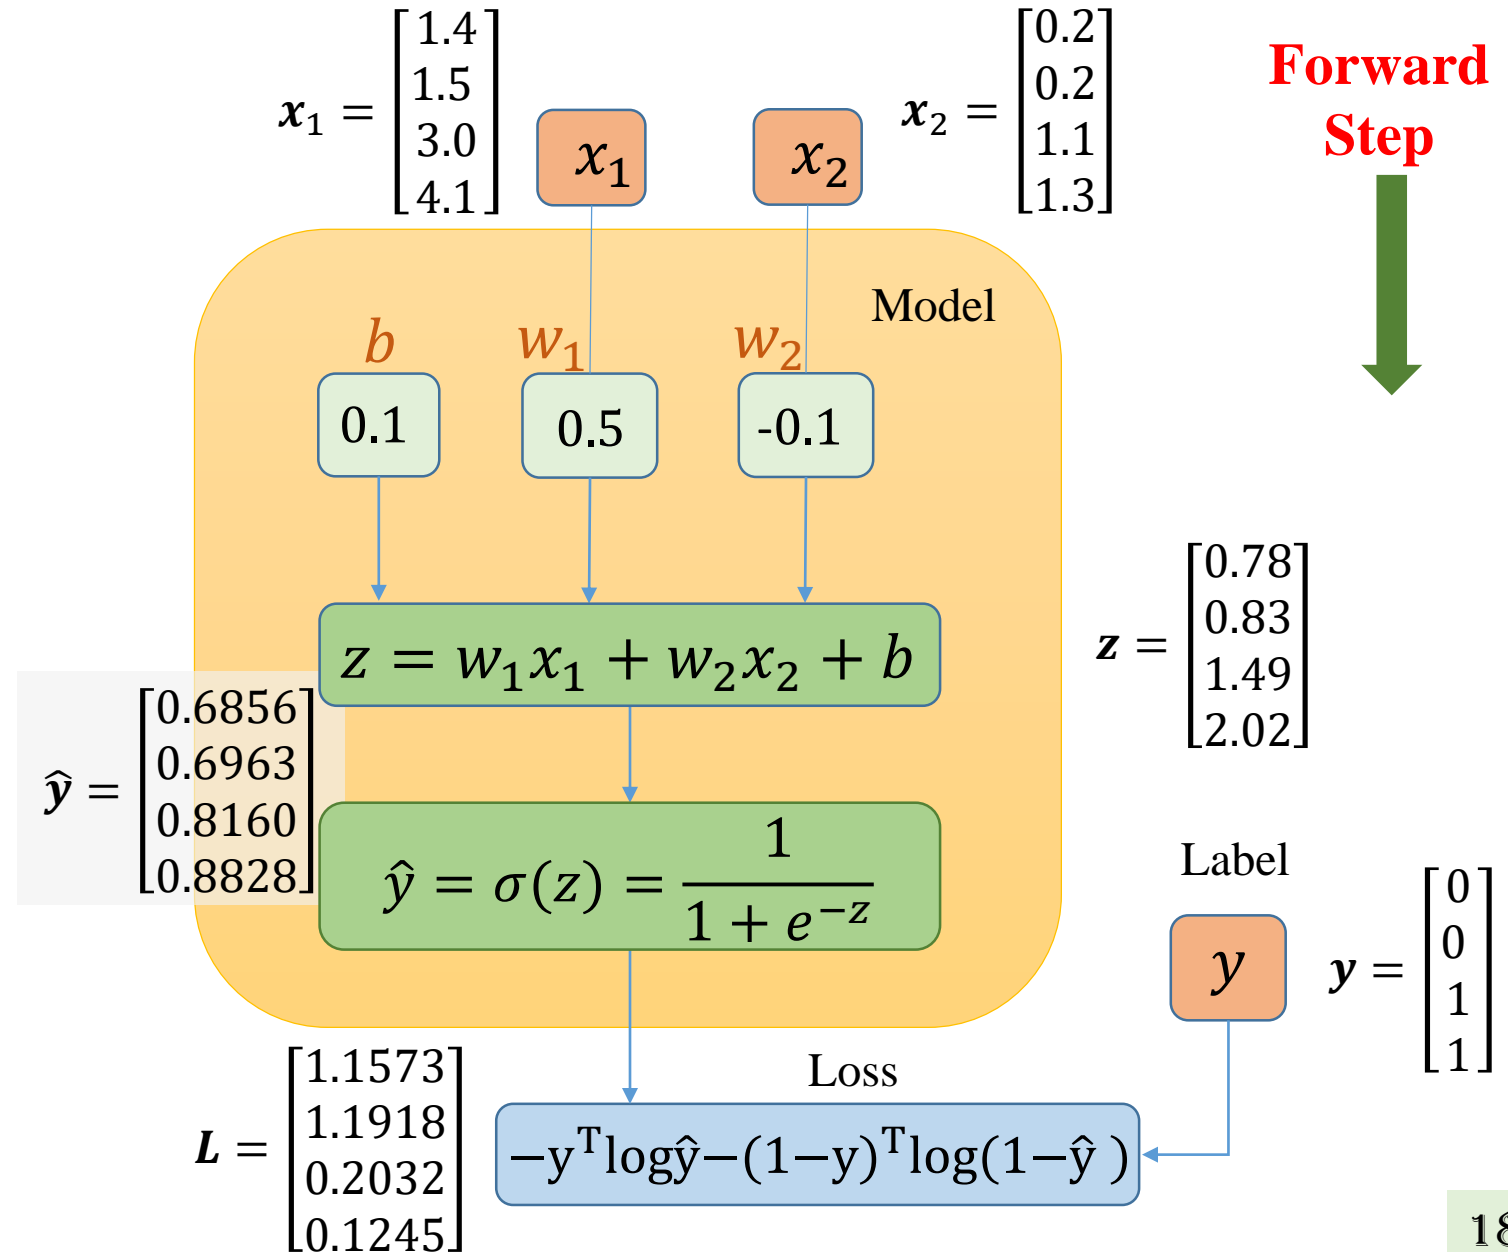 x₁ = [1.4 1.5 3.0 4.1]
x₁
x₂
x₂ = [0.2 0.2 1.1 1.3]
Forward
Step
Model
b
w₁
w₂
0.1
0.5
-0.1
z = w₁x₁ + w₂x₂ + b
z = [0.78 0.83 1.49 2.02]
ŷ = [0.6856 0.6963 0.8160 0.8828]
ŷ = σ(z) = 1 / (1 + e⁻ᶻ)
Label
y
y = [0 0 1 1]
L = [1.1573 1.1918 0.2032 0.1245]
Loss
−yᵀlogŷ−(1−y)ᵀlog(1−ŷ )
18